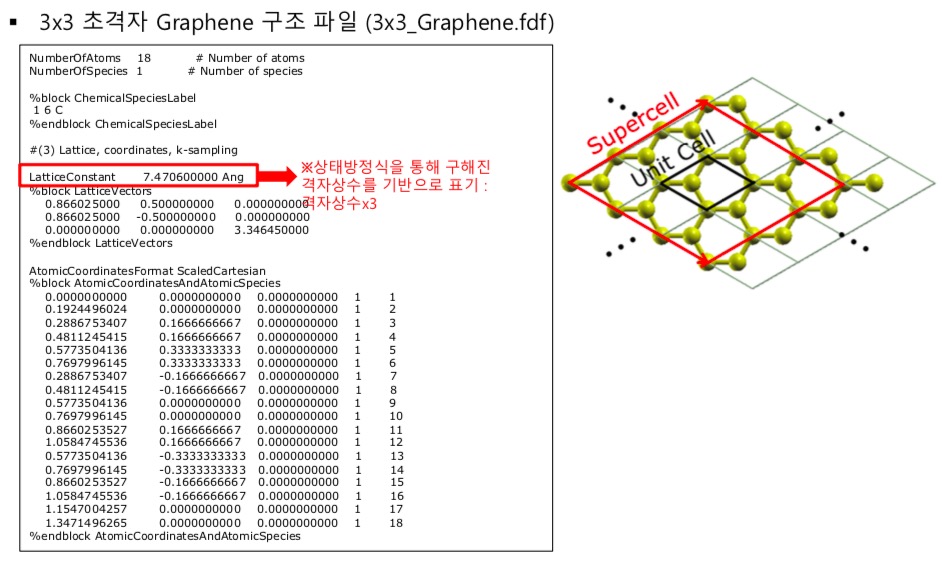 ▪ 3x3 초격자 Graphene 구조 파일 (3x3_Graphene.fdf)
NumberOfAtoms 18 # Number of atoms
NumberOfSpecies 1 # Number of species
%block ChemicalSpeciesLabel
1 6 C
%endblock ChemicalSpeciesLabel
#(3) Lattice, coordinates, k-sampling
LatticeConstant 7.470600000 Ang
%block LatticeVectors
0.866025000 0.500000000 0.000000000
0.866025000 -0.500000000 0.000000000
0.000000000 0.000000000 3.346450000
%endblock LatticeVectors
※상태방정식을 통해 구해진
격자상수를 기반으로 표기 :
격자상수x3
AtomicCoordinatesFormat ScaledCartesian
%block AtomicCoordinatesAndAtomicSpecies
0.0000000000 0.0000000000 0.0000000000 1 1
0.1924496024 0.0000000000 0.0000000000 1 2
0.2886753407 0.1666666667 0.0000000000 1 3
0.4811245415 0.1666666667 0.0000000000 1 4
0.5773504136 0.3333333333 0.0000000000 1 5
0.7697996145 0.3333333333 0.0000000000 1 6
0.2886753407 -0.1666666667 0.0000000000 1 7
0.4811245415 -0.1666666667 0.0000000000 1 8
0.5773504136 0.0000000000 0.0000000000 1 9
0.7697996145 0.0000000000 0.0000000000 1 10
0.8660253527 0.1666666667 0.0000000000 1 11
1.0584745536 0.1666666667 0.0000000000 1 12
0.5773504136 -0.3333333333 0.0000000000 1 13
0.7697996145 -0.3333333333 0.0000000000 1 14
0.8660253527 -0.1666666667 0.0000000000 1 15
1.0584745536 -0.1666666667 0.0000000000 1 16
1.1547004257 0.0000000000 0.0000000000 1 17
1.3471496265 0.0000000000 0.0000000000 1 18
%endblock AtomicCoordinatesAndAtomicSpecies
Supercell
Unit Cell